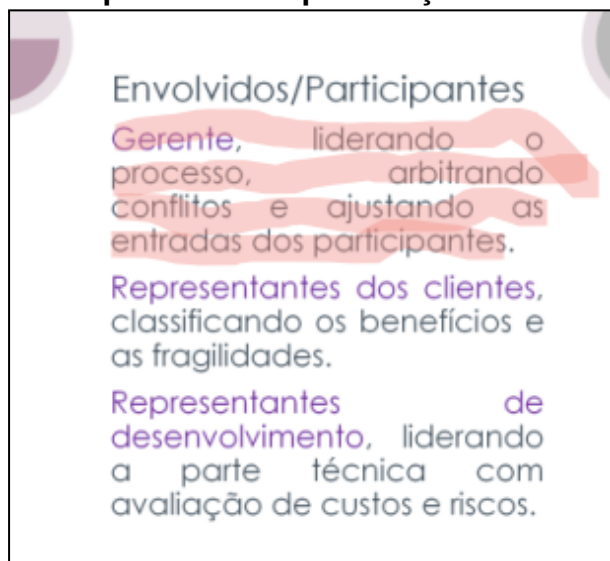 Envolvidos/Participantes
Gerente, liderando o
processo, arbitrando
conflitos e ajustando as
entradas dos participantes.
Representantes dos clientes,
classificando os benefícios e
as fragilidades.
Representantes de
desenvolvimento, liderando
a parte técnica com
avaliação de custos e riscos.